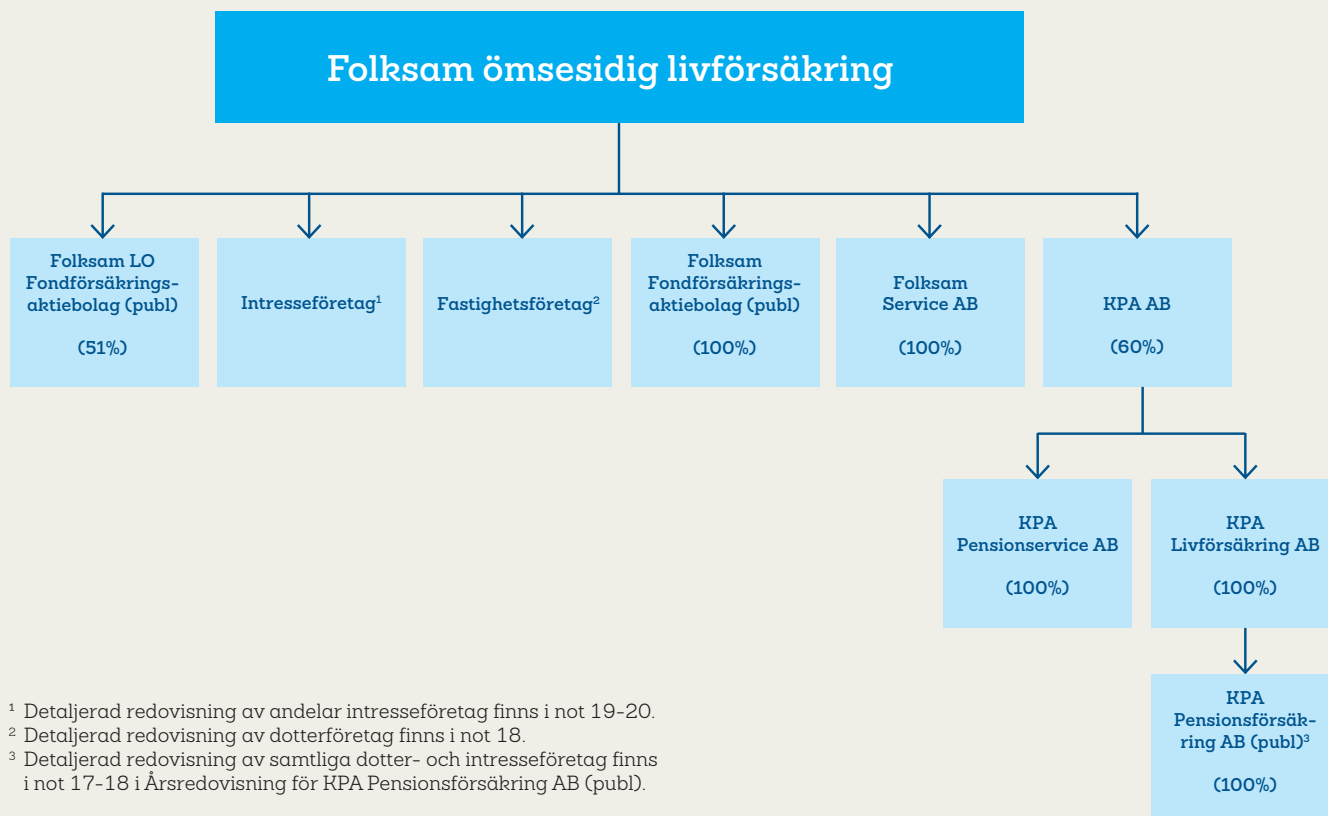 Folksam ömsesidig livförsäkring
Folksam LO
Fondförsäkrings-
aktiebolag (publ)
(51%)
Intresseföretag¹
Fastighetsföretag²
Folksam
Fondförsäkrings-
aktiebolag (publ)
(100%)
Folksam
Service AB
(100%)
KPA AB
(60%)
KPA
Pensionservice AB
(100%)
KPA
Livförsäkring AB
(100%)
KPA
Pensionsförsäk-
ring AB (publ)³
(100%)
¹ Detaljerad redovisning av andelar intresseföretag finns i not 19-20.
² Detaljerad redovisning av dotterföretag finns i not 18.
³ Detaljerad redovisning av samtliga dotter- och intresseföretag finns
i not 17-18 i Årsredovisning för KPA Pensionsförsäkring AB (publ).